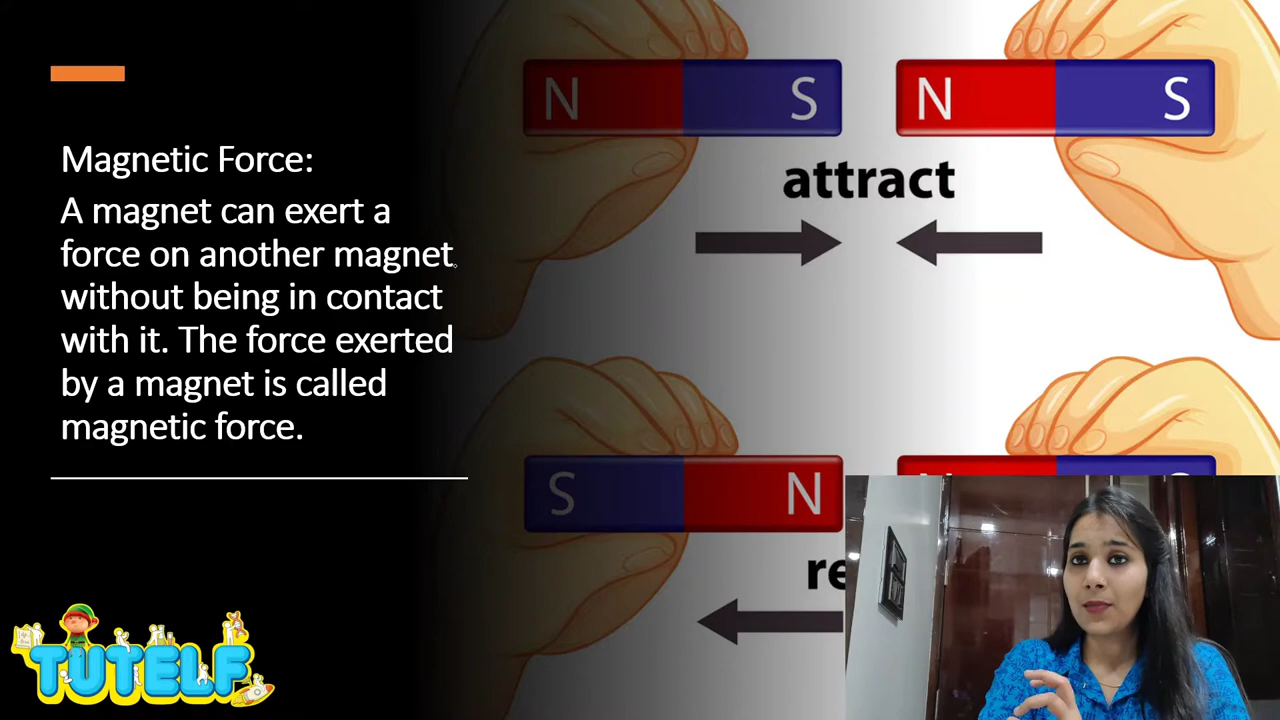 Magnetic Force:
A magnet can exert a
force on another magnet
without being in contact
with it. The force exerted
by a magnet is called
magnetic force.
N S N S
attract
S N N S
re
TUTELF